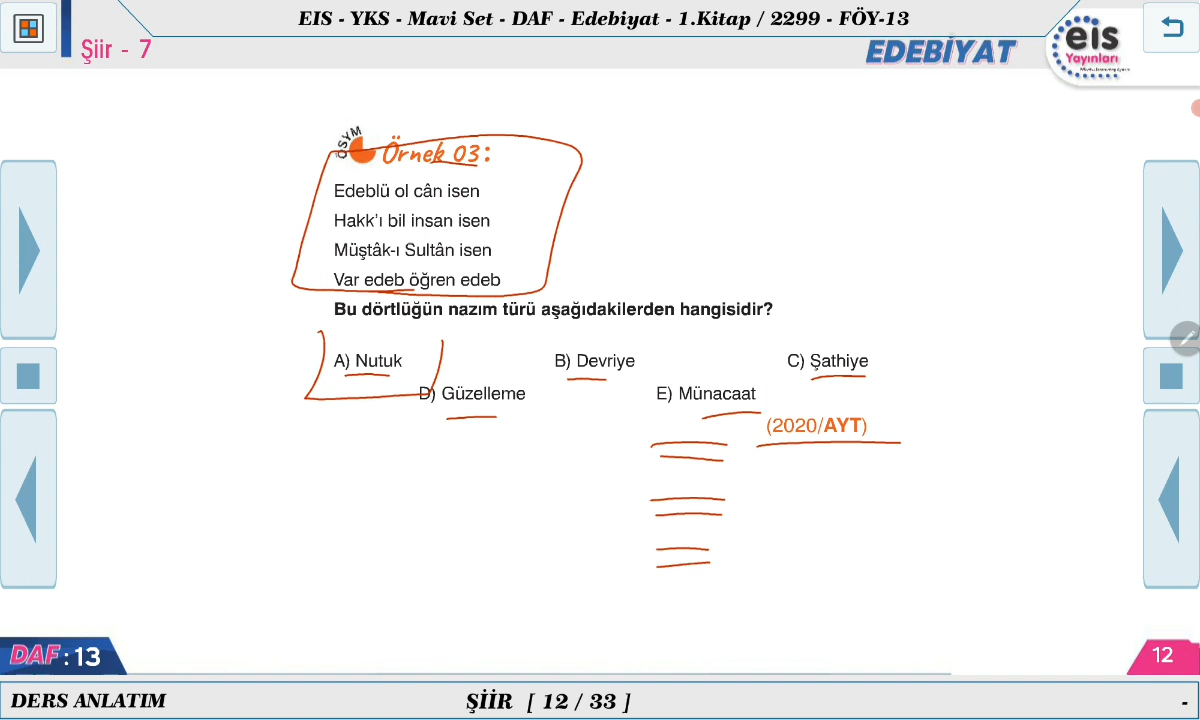 EIS - YKS - Mavi Set - DAF - Edebiyat - 1.Kitap / 2299 - FÖY-13
Şiir - 7
EDEBİYAT
eis
Yayınları
ÖSYM
Örnek 03:
Edeblü ol cân isen
Hakk'ı bil insan isen
Müştâk-ı Sultân isen
Var edeb öğren edeb
Bu dörtlüğün nazım türü aşağıdakilerden hangisidir?
A) Nutuk B) Devriye C) Şathiye
D) Güzelleme E) Münacaat
(2020/AYT)
DAF : 13
12
DERS ANLATIM ŞİİR [ 12 / 33 ] -